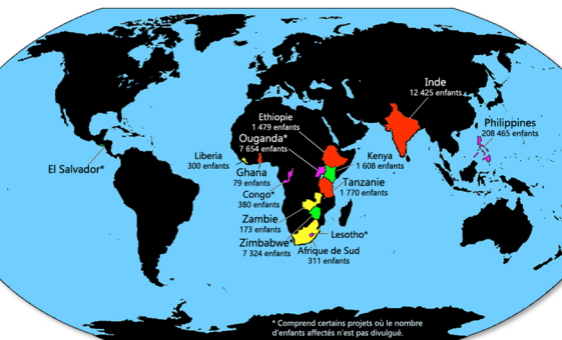 Inde
12 425 enfants
Ethiopie
1 479 enfants
Ouganda*
7 654 enfants
Philippines
208 465 enfants
Liberia
300 enfants
Kenya
1 608 enfants
El Salvador*
Ghana
79 enfants
Tanzanie
1 770 enfants
Congo*
380 enfants
Zambie
173 enfants
Lesotho*
Zimbabwe*
7 324 enfants
Afrique de Sud
311 enfants
* Comprend certains projets où le nombre
d'enfants affectés n'est pas divulgué.